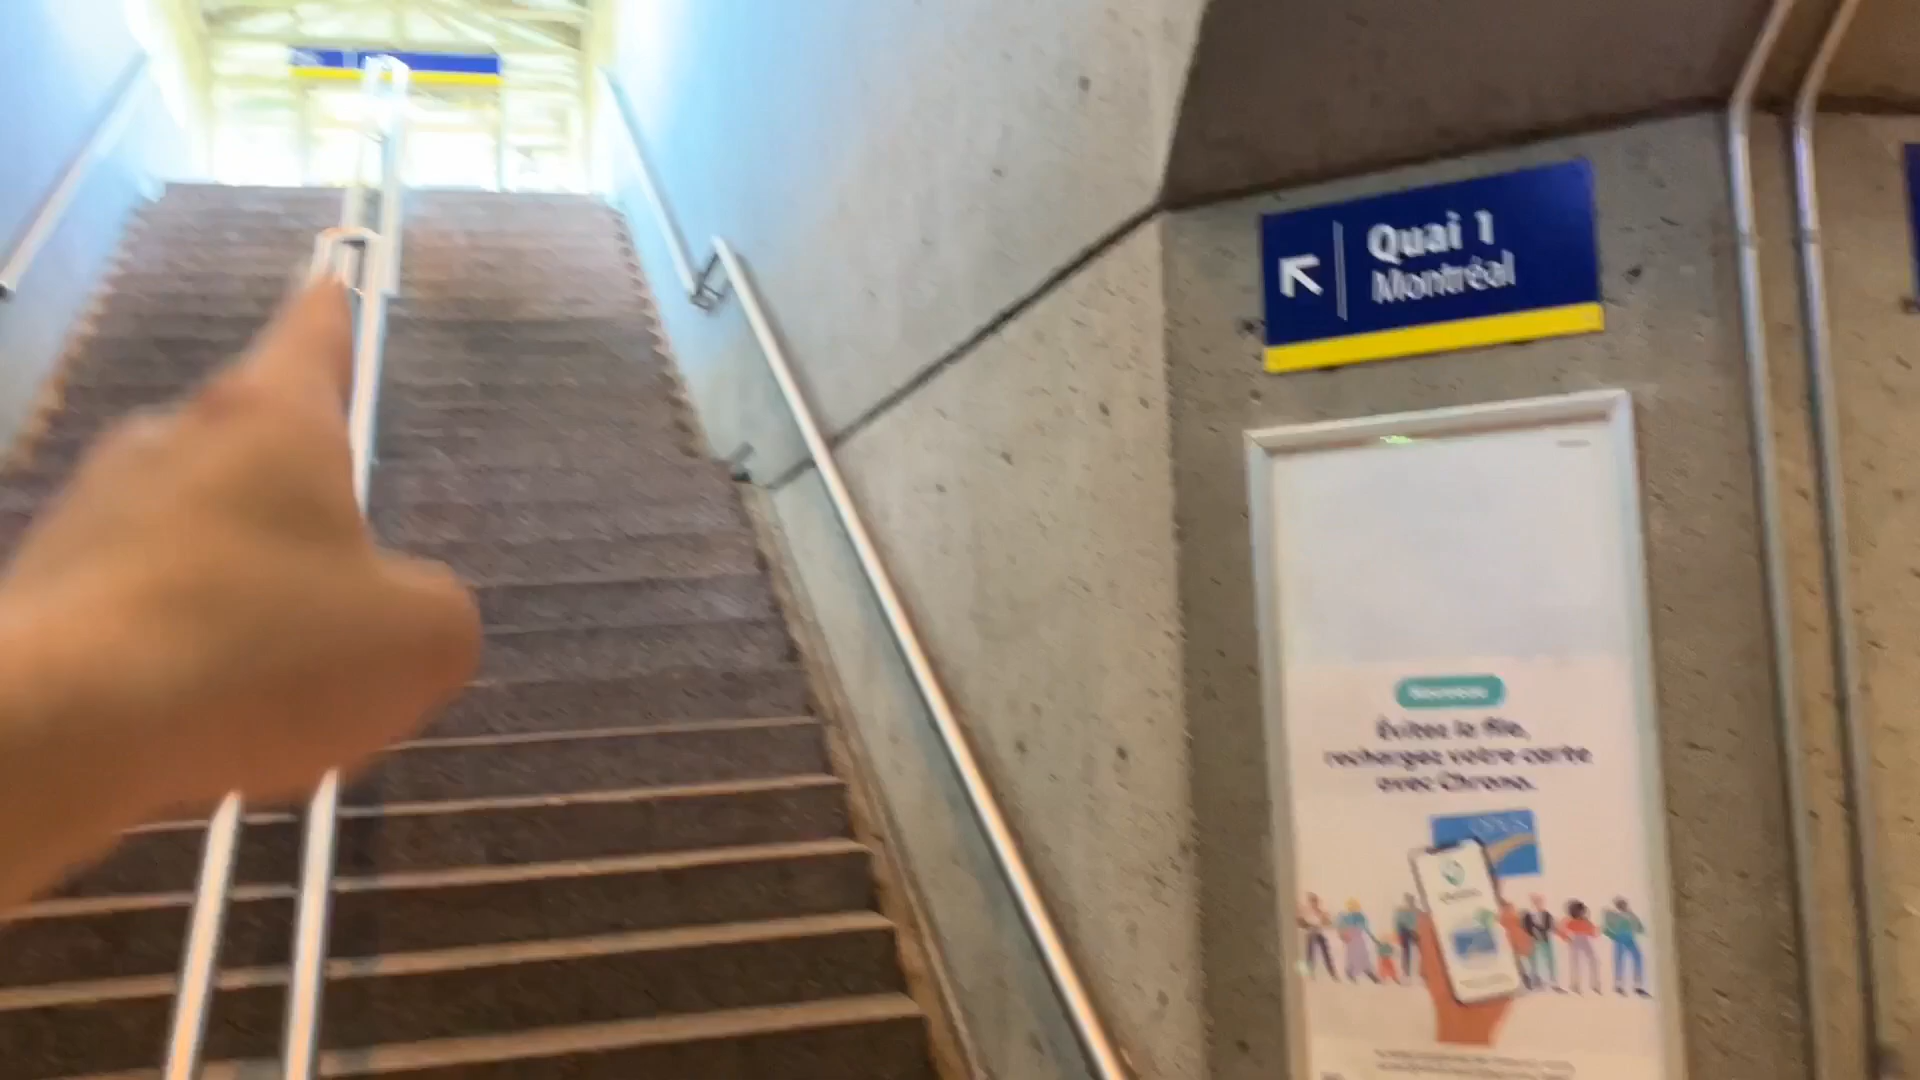 Quai 1
Montréal
Nouveau
Évitez la file,
rechargez votre carte
avec Chrono.